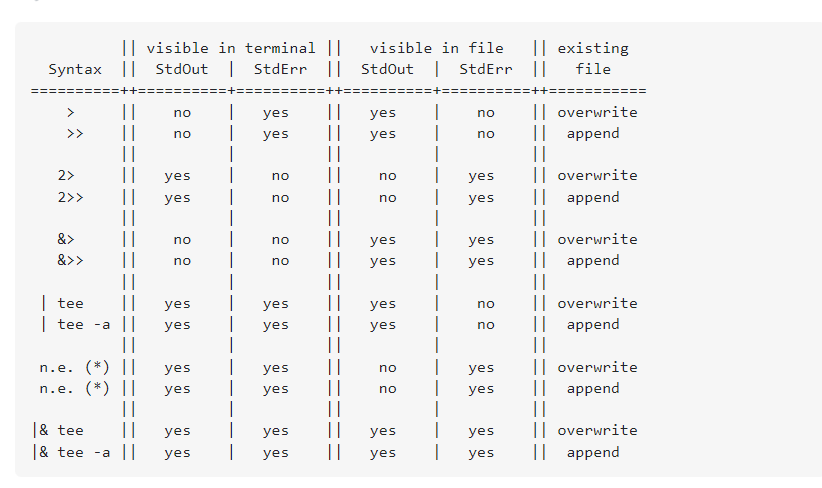 || visible in terminal ||   visible in file   || existing
  Syntax  ||  StdOut  |  StdErr  ||  StdOut  |  StdErr  ||   file
==========++==========+==========++==========+==========++===========
    >     ||    no    |   yes    ||   yes    |    no    || overwrite
    >>    ||    no    |   yes    ||   yes    |    no    ||  append
          ||          |          ||          |          ||
   2>     ||   yes    |    no    ||    no    |   yes    || overwrite
   2>>    ||   yes    |    no    ||    no    |   yes    ||  append
          ||          |          ||          |          ||
   &>     ||    no    |    no    ||   yes    |   yes    || overwrite
   &>>    ||    no    |    no    ||   yes    |   yes    ||  append
          ||          |          ||          |          ||
 | tee    ||   yes    |   yes    ||   yes    |    no    || overwrite
 | tee -a ||   yes    |   yes    ||   yes    |    no    ||  append
          ||          |          ||          |          ||
 n.e. (*) ||   yes    |   yes    ||    no    |   yes    || overwrite
 n.e. (*) ||   yes    |   yes    ||    no    |   yes    ||  append
          ||          |          ||          |          ||
|& tee    ||   yes    |   yes    ||   yes    |   yes    || overwrite
|& tee -a ||   yes    |   yes    ||   yes    |   yes    ||  append